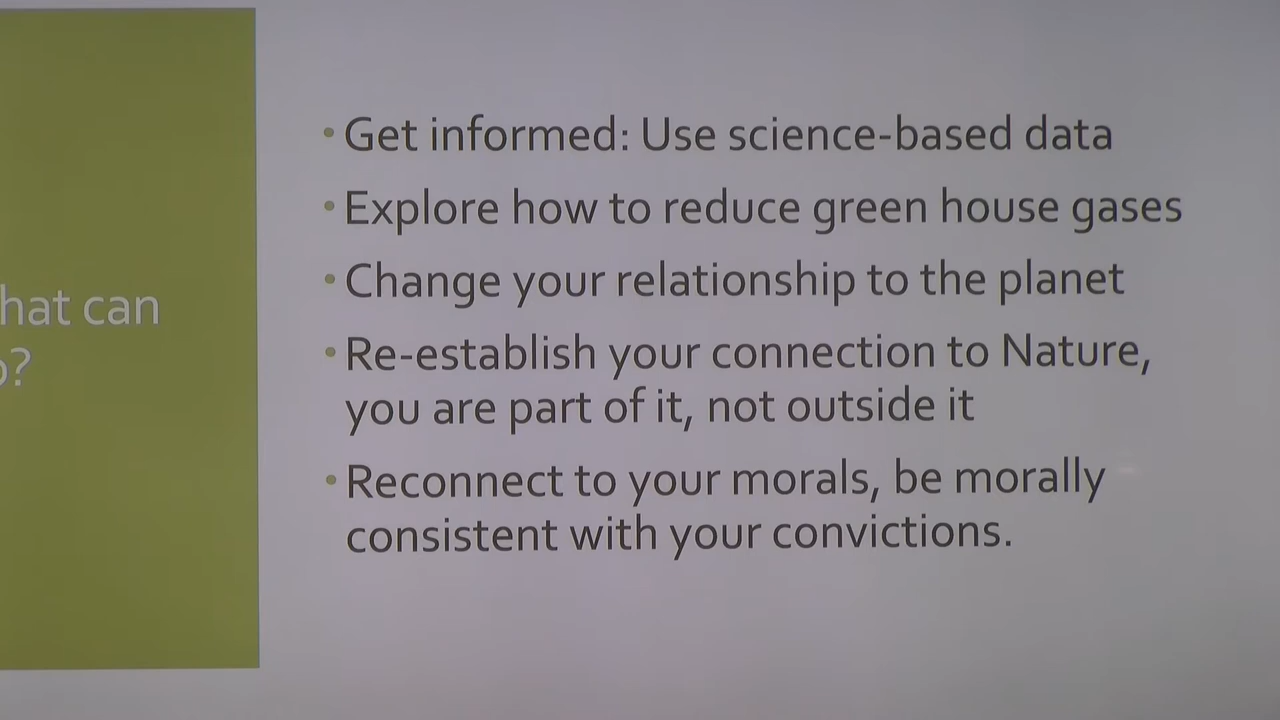 hat can
?
• Get informed: Use science-based data
• Explore how to reduce green house gases
• Change your relationship to the planet
• Re-establish your connection to Nature,
you are part of it, not outside it
• Reconnect to your morals, be morally
consistent with your convictions.